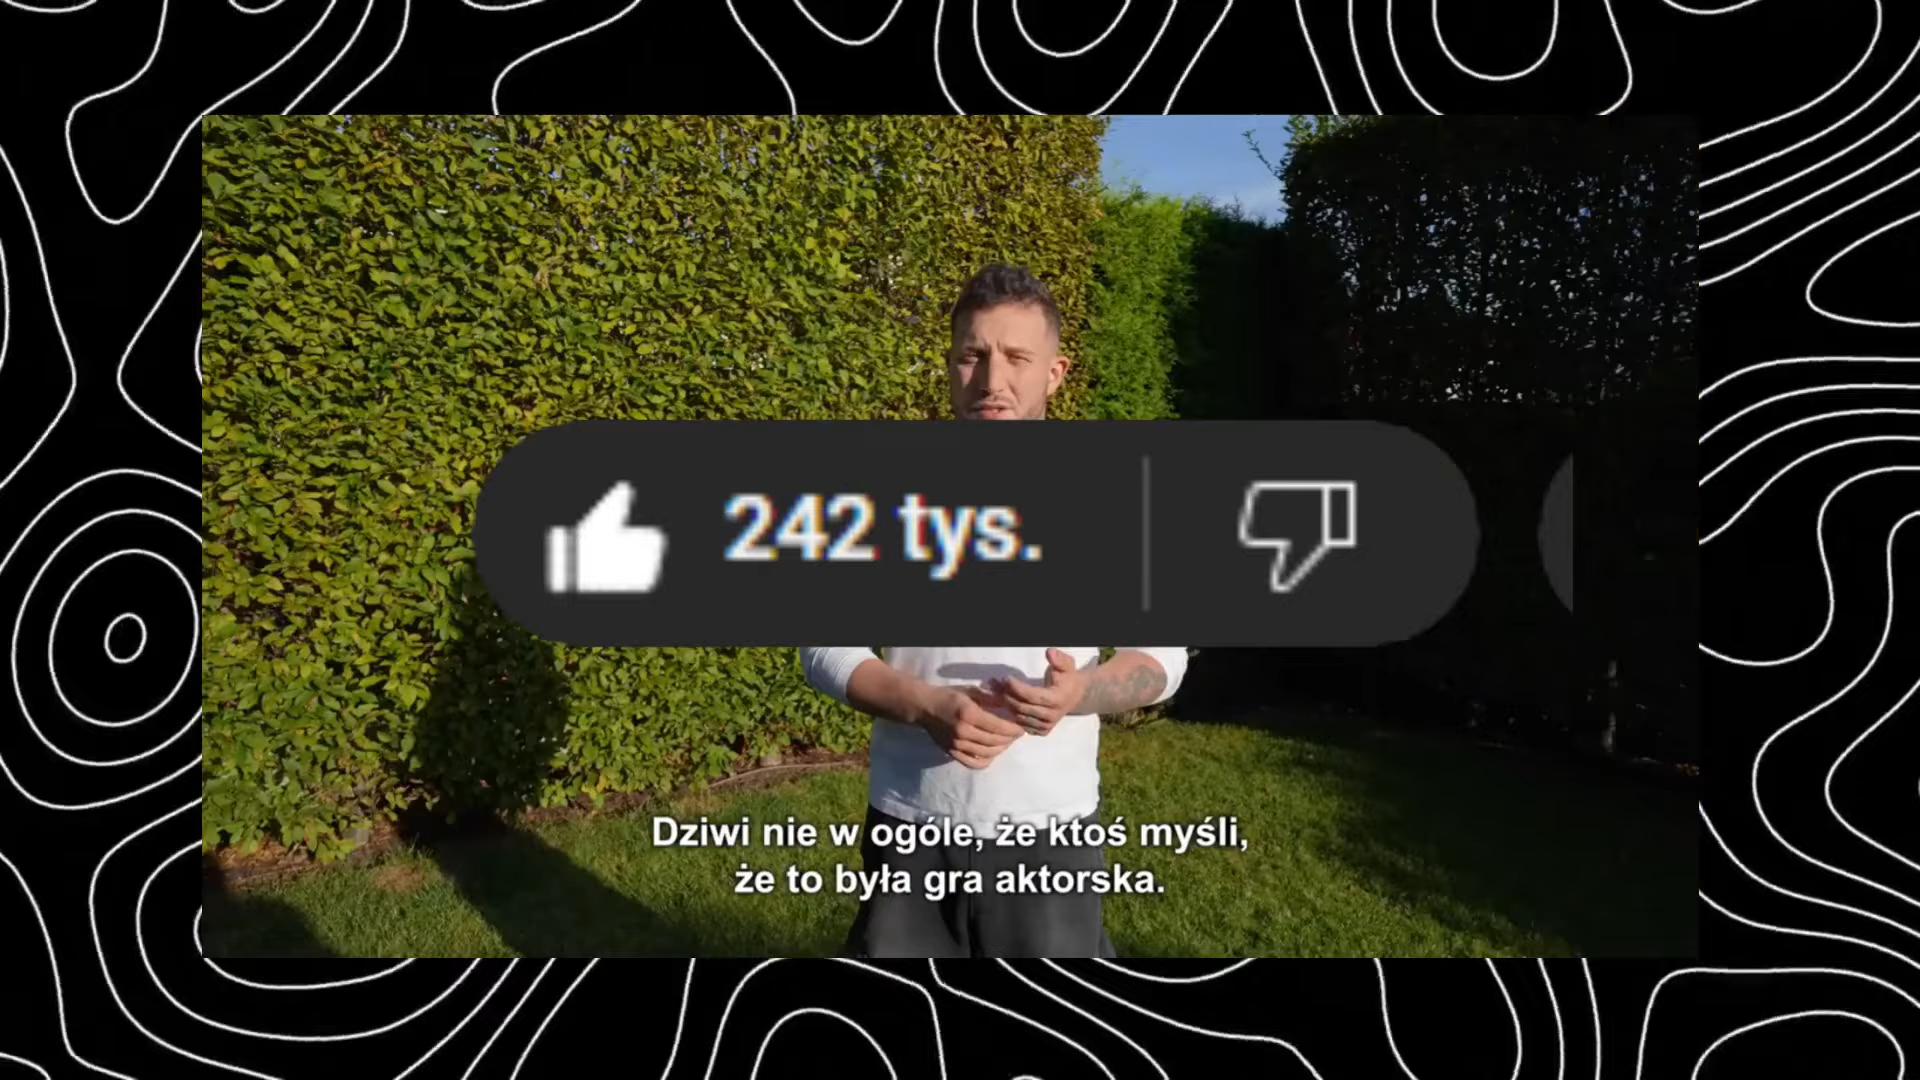 242 tys.
Dziwi nie w ogóle, że ktoś myśli,
że to była gra aktorska.